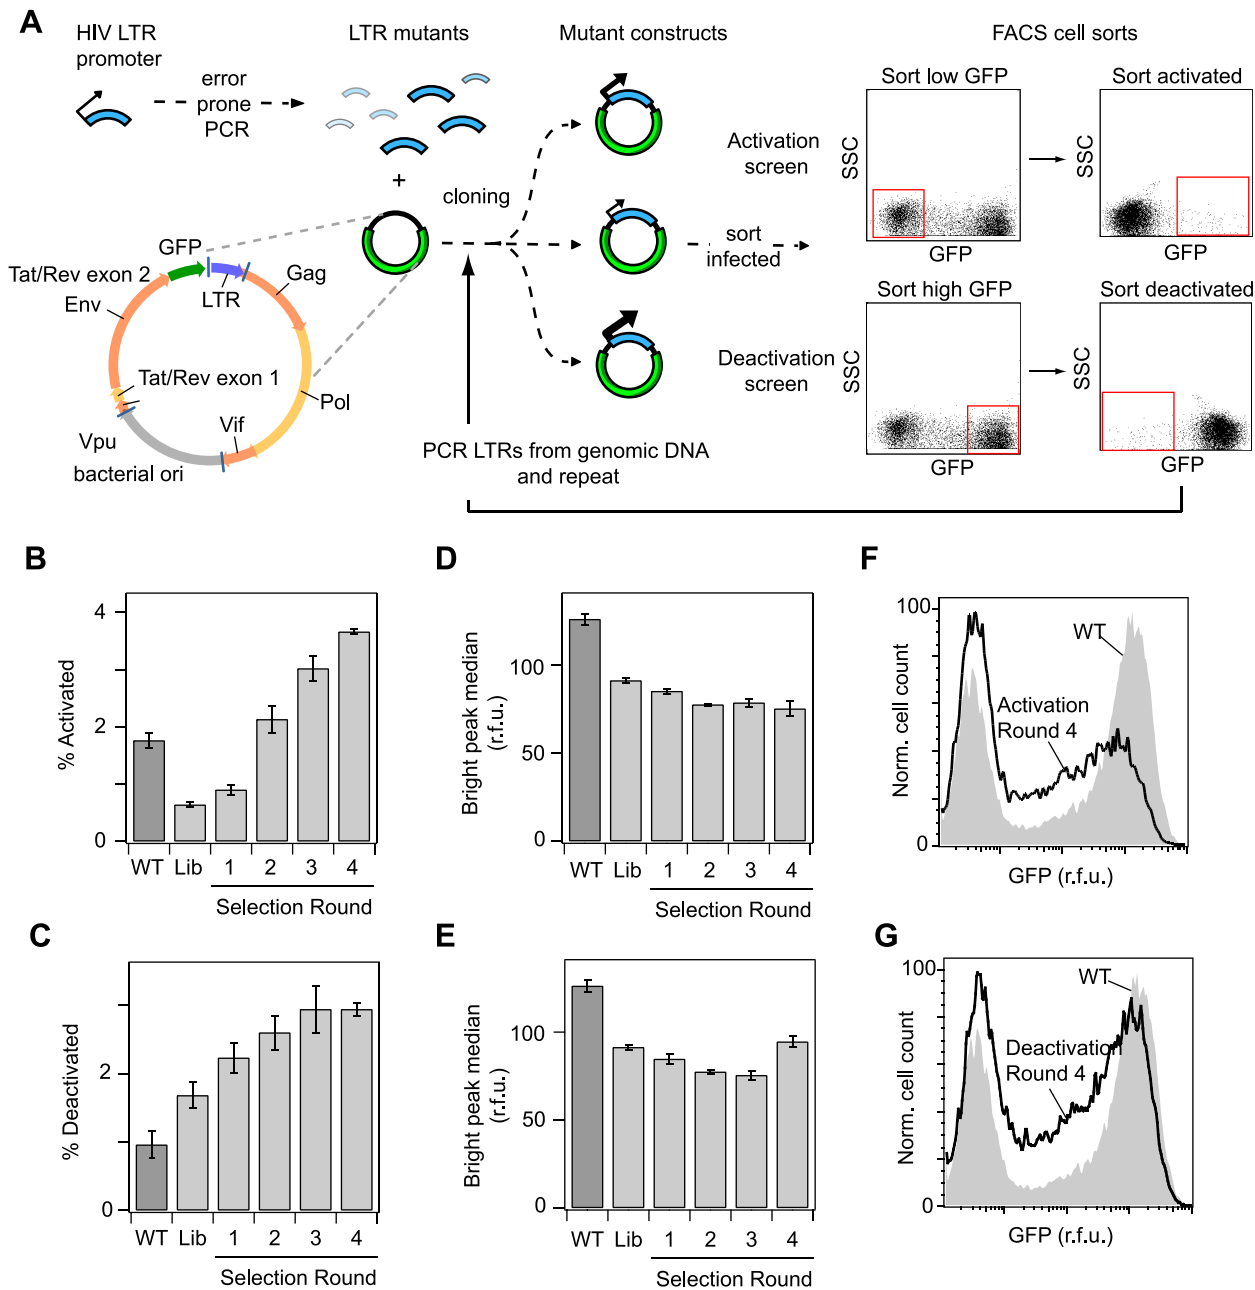 A
HIV LTR
promoter
error
prone
PCR
LTR mutants
+
cloning
Mutant constructs
Activation
screen
sort
infected
Deactivation
screen
FACS cell sorts
Sort low GFP
SSC
GFP
Sort activated
SSC
GFP
Sort high GFP
SSC
GFP
Sort deactivated
SSC
GFP
GFP
Tat/Rev exon 2
Env
LTR
Gag
Tat/Rev exon 1
Pol
Vif
Vpu
bacterial ori
PCR LTRs from genomic DNA
and repeat
B
% Activated
4
2
0
WT Lib 1 2 3 4
Selection Round
D
Bright peak median
(r.f.u.)
100
50
0
WT Lib 1 2 3 4
Selection Round
F
Norm. cell count
100
0
WT
Activation
Round 4
GFP (r.f.u.)
C
% Deactivated
2
0
WT Lib 1 2 3 4
Selection Round
E
Bright peak median
(r.f.u.)
100
50
0
WT Lib 1 2 3 4
Selection Round
G
Norm. cell count
100
0
WT
Deactivation
Round 4
GFP (r.f.u.)